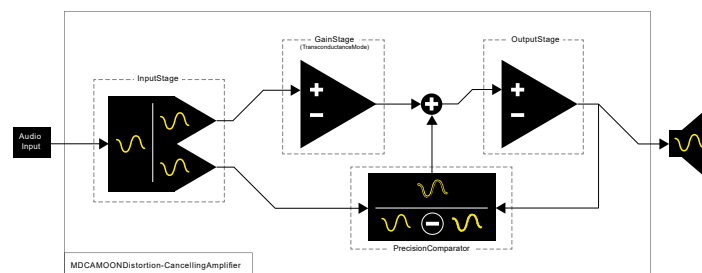 GainStage
(TransconductanceMode)
OutputStage
InputStage
Audio
Input
PrecisionComparator
MDCAMOONDistortion-CancellingAmplifier